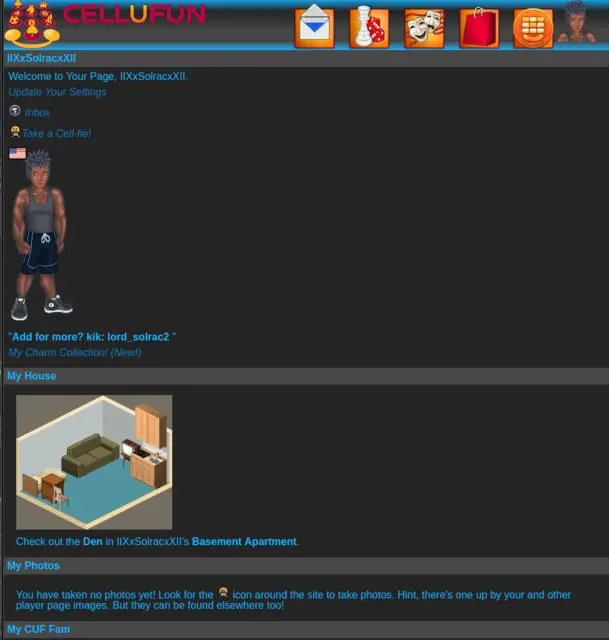 CELLUFUN
IIXxSolracxXII
Welcome to Your Page, IIXxSolracxXII.
Update Your Settings
Inbox
Take a Cell-fie!
"Add for more? kik: lord_solrac2 "
My Charm Collection! (New!)
My House
Check out the Den in IIXxSolracxXII's Basement Apartment.
My Photos
You have taken no photos yet! Look for the icon around the site to take photos. Hint, there's one up by your and other
player page images. But they can be found elsewhere too!
My CUF Fam